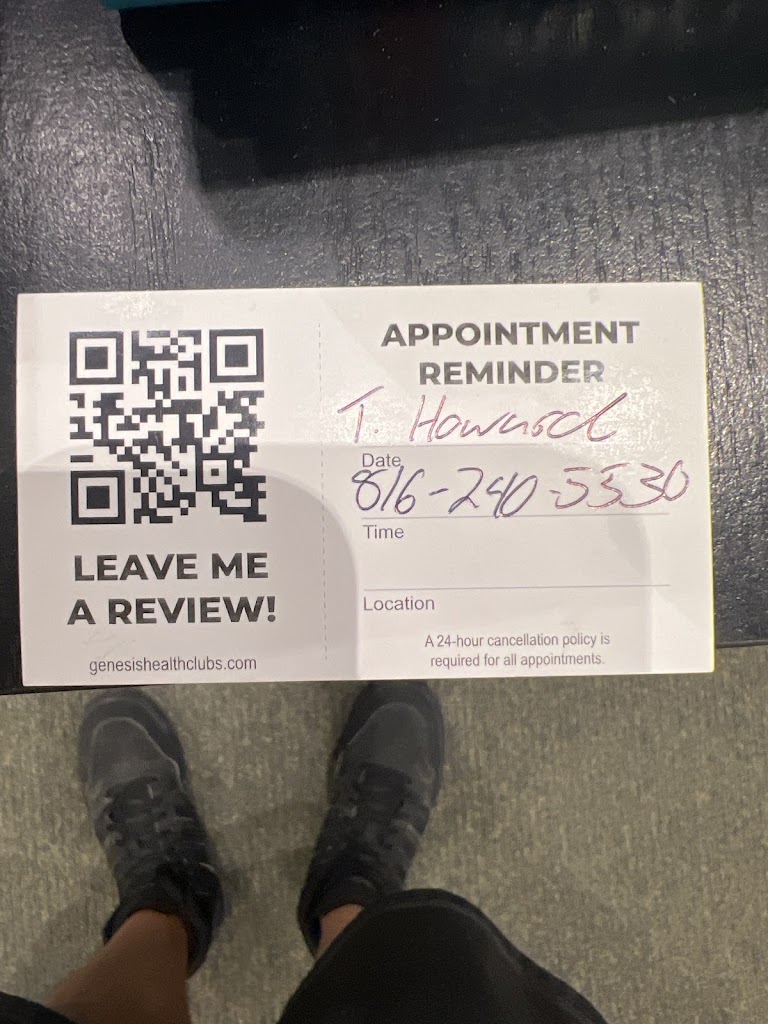 LEAVE ME
A REVIEW!
genesishealthclubs.com
APPOINTMENT
REMINDER
T. Howard
Date
816-240-5530
Time
Location
A 24-hour cancellation policy is
required for all appointments.